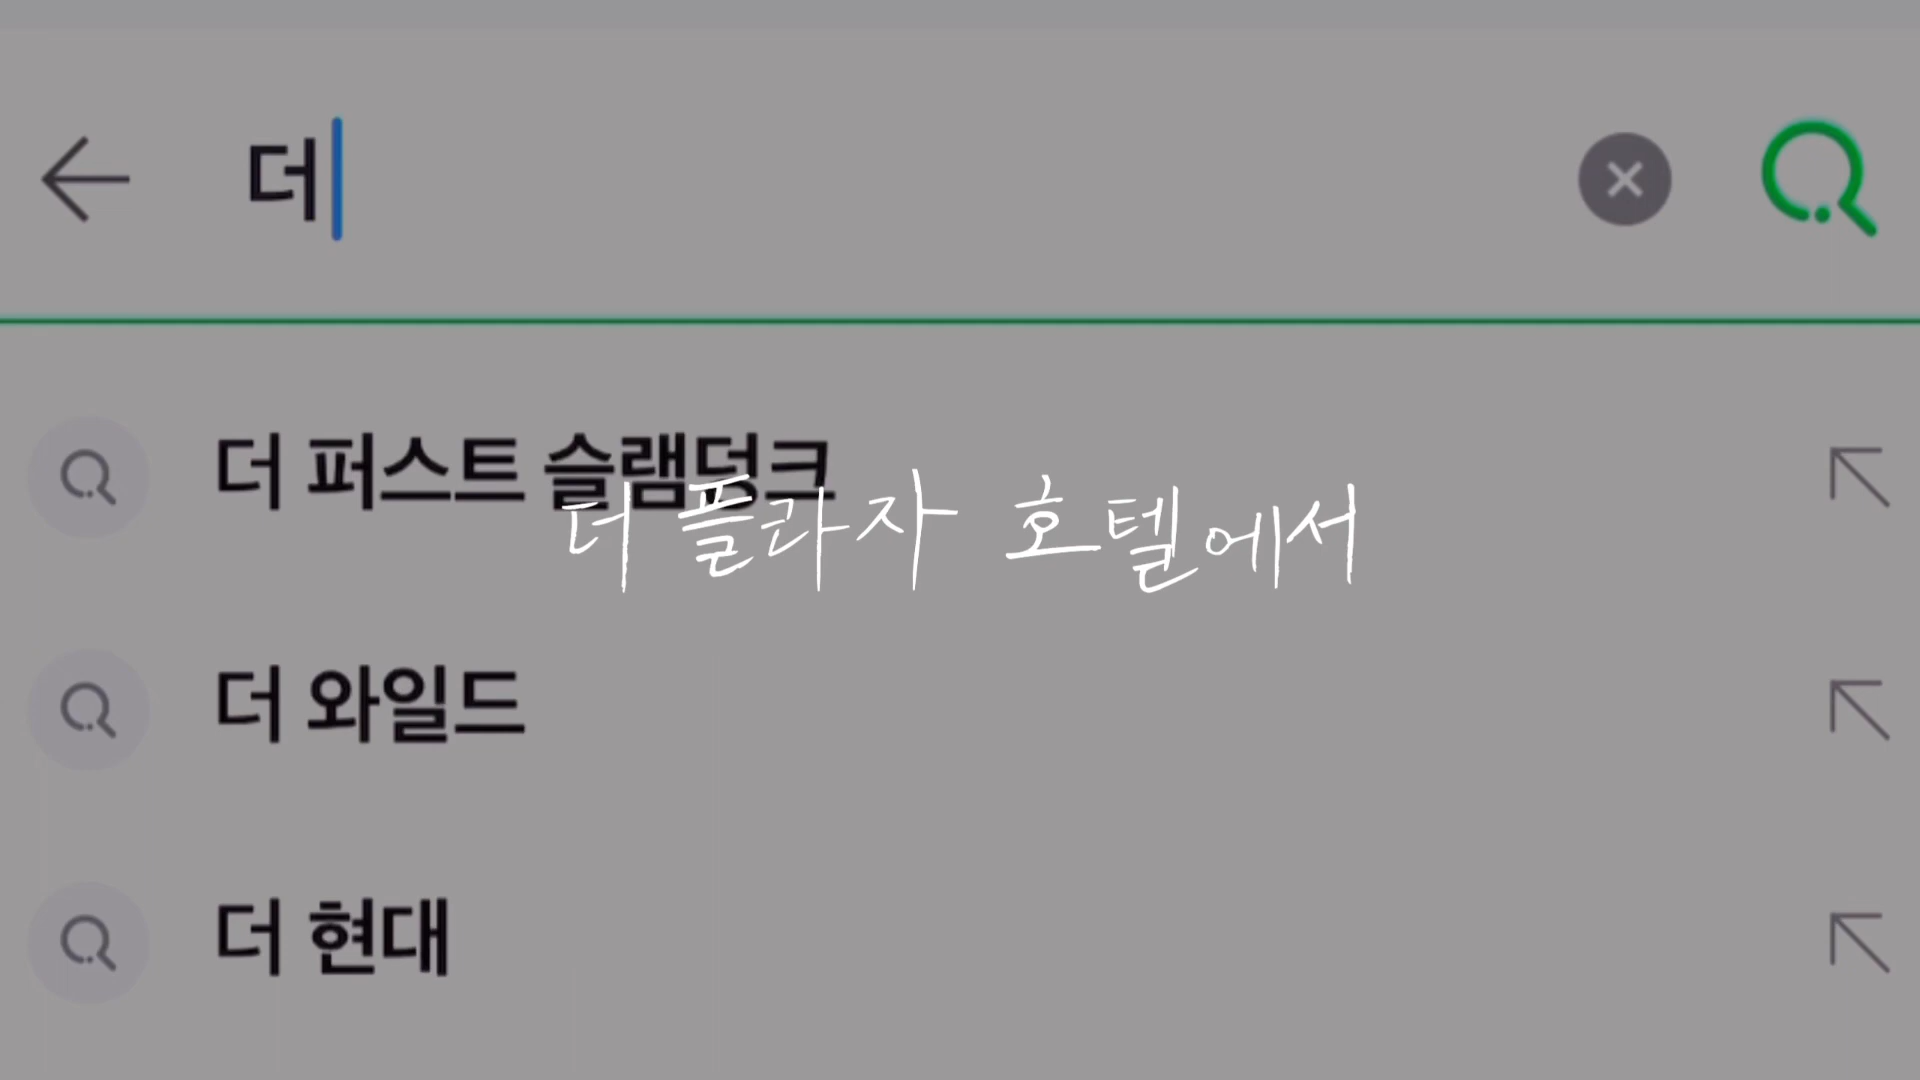 더
더 퍼스트 슬램덩크
더 플라자 호텔에서
더 와일드
더 현대